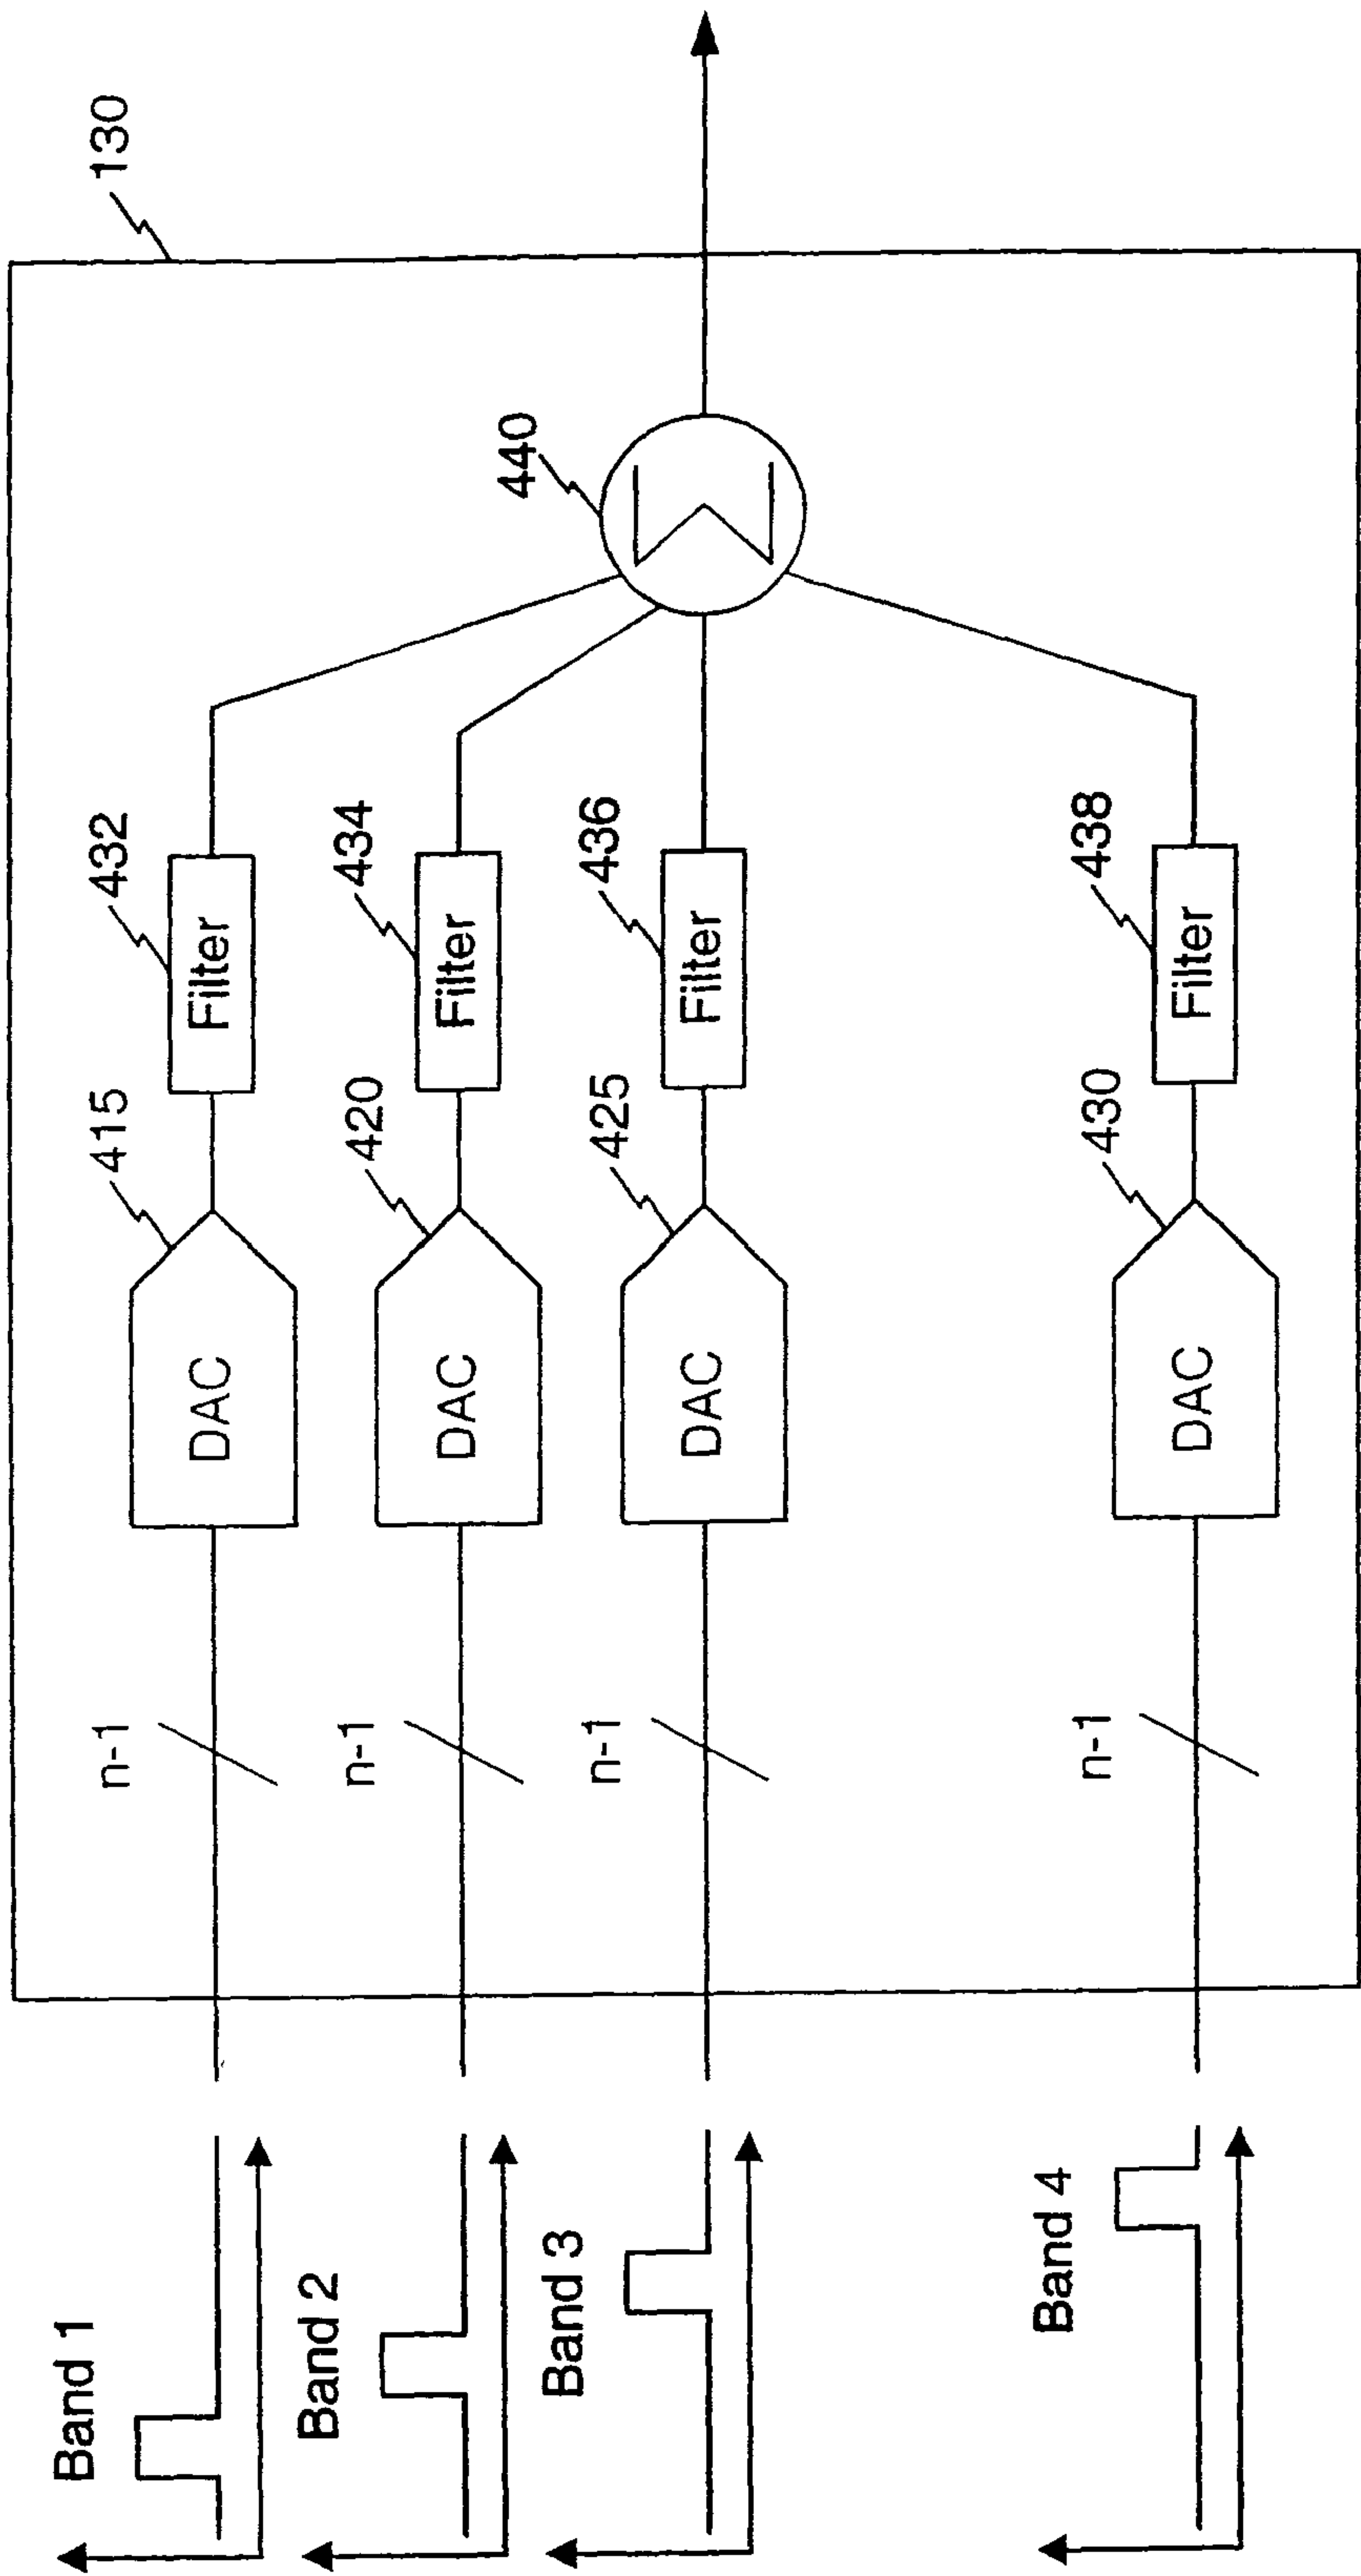 130
440
Band 1
n-1
DAC
415
Filter
432
Band 2
n-1
DAC
420
Filter
434
Band 3
n-1
DAC
425
Filter
436
Band 4
n-1
DAC
430
Filter
438
Σ